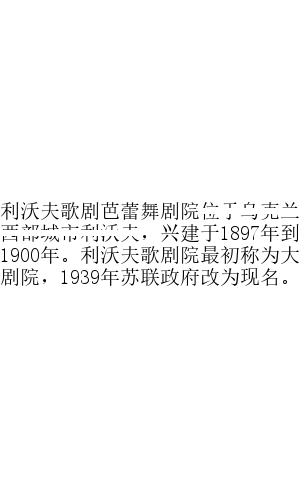 利沃夫歌剧芭蕾舞剧院位于乌克兰
西部城市利沃夫，兴建于1897年到
1900年。利沃夫歌剧院最初称为大
剧院，1939年苏联政府改为现名。